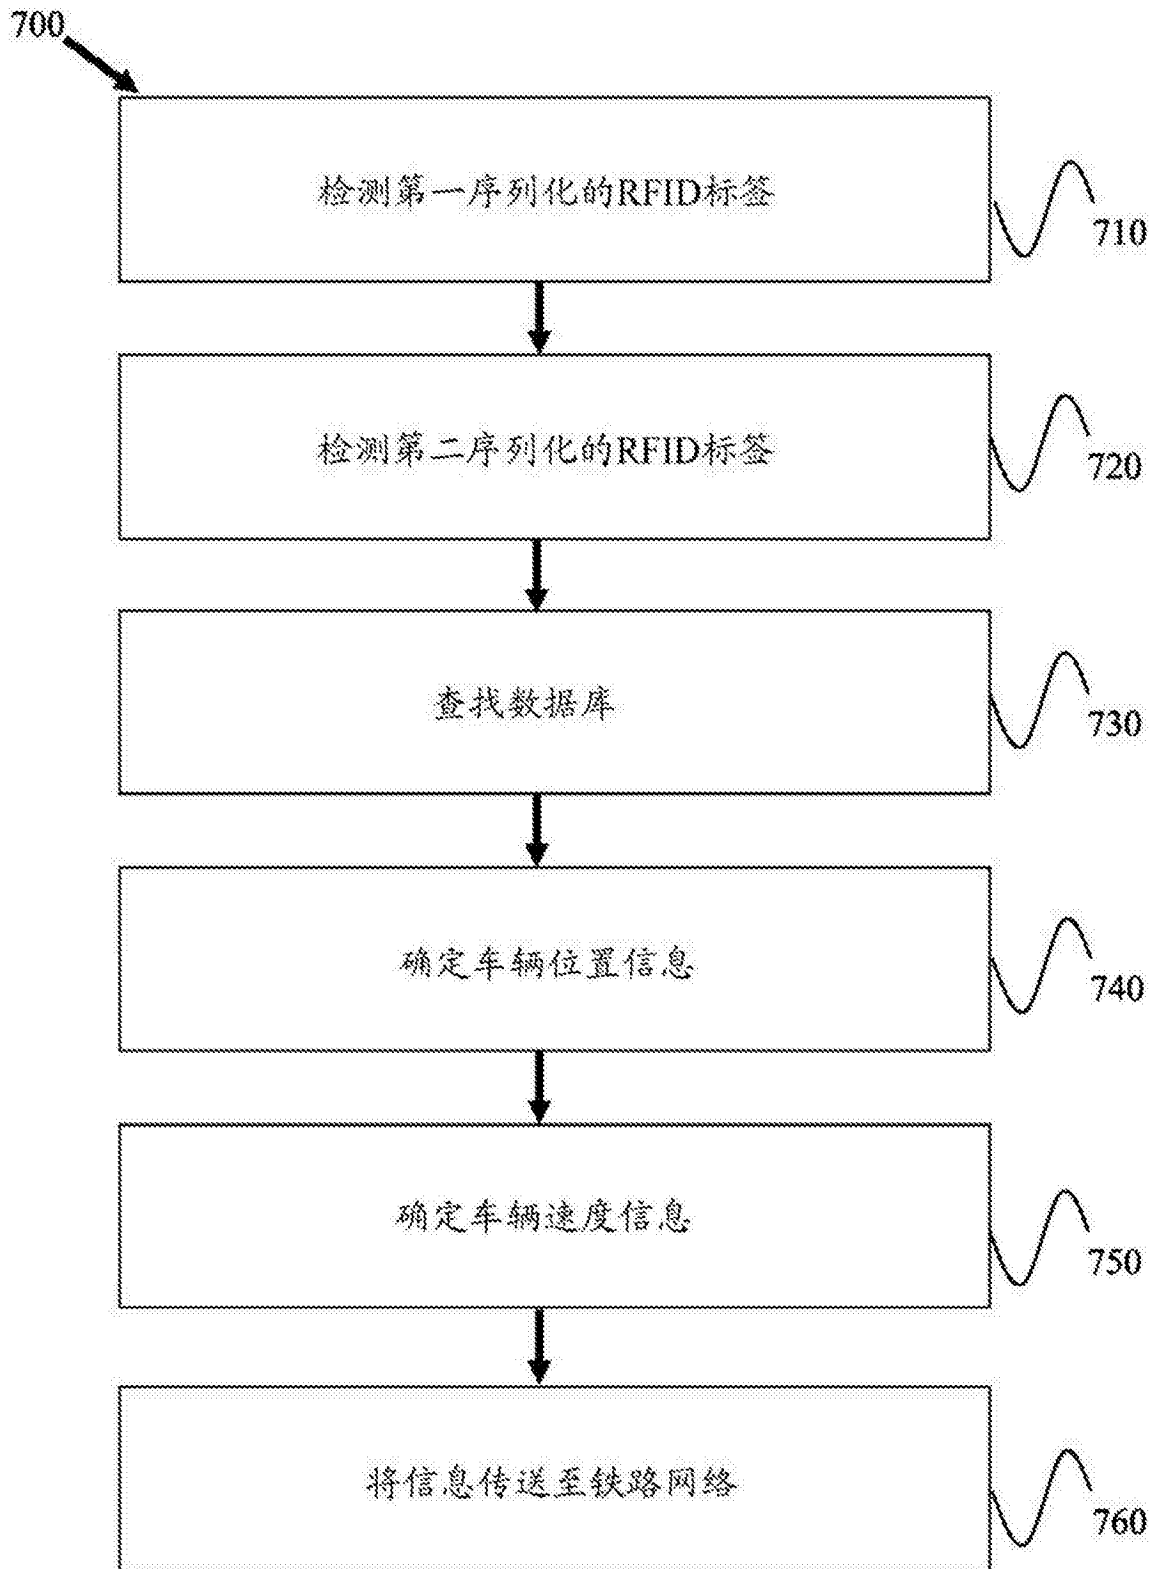 700
检测第一序列化的RFID标签
710
检测第二序列化的RFID标签
720
查找数据库
730
确定车辆位置信息
740
确定车辆速度信息
750
将信息传送至铁路网络
760